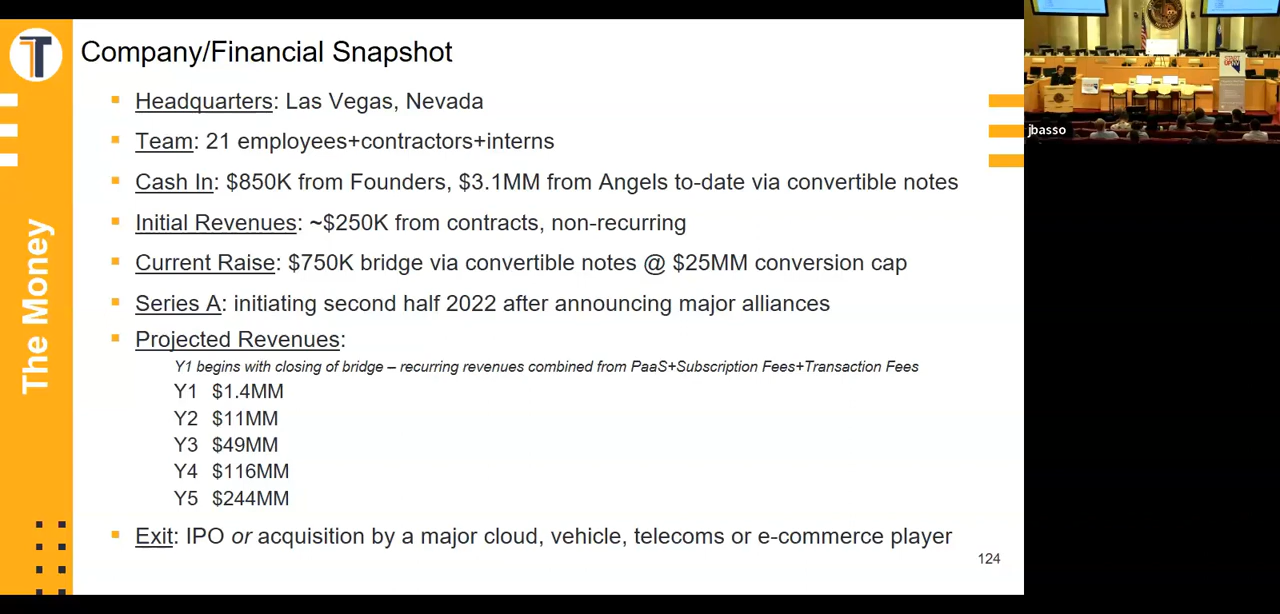 Company/Financial Snapshot
Headquarters: Las Vegas, Nevada
Team: 21 employees+contractors+interns
Cash In: $850K from Founders, $3.1MM from Angels to-date via convertible notes
Initial Revenues: ~$250K from contracts, non-recurring
Current Raise: $750K bridge via convertible notes @ $25MM conversion cap
Series A: initiating second half 2022 after announcing major alliances
Projected Revenues:
Y1 begins with closing of bridge – recurring revenues combined from PaaS+Subscription Fees+Transaction Fees
Y1 $1.4MM
Y2 $11MM
Y3 $49MM
Y4 $116MM
Y5 $244MM
Exit: IPO or acquisition by a major cloud, vehicle, telecoms or e-commerce player
124
The Money
jbasso